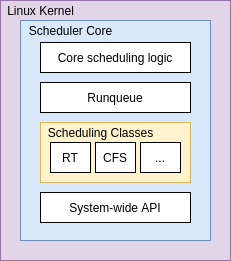 Linux Kernel
Scheduler Core
Core scheduling logic
Runqueue
Scheduling Classes
RT CFS ...
System-wide API